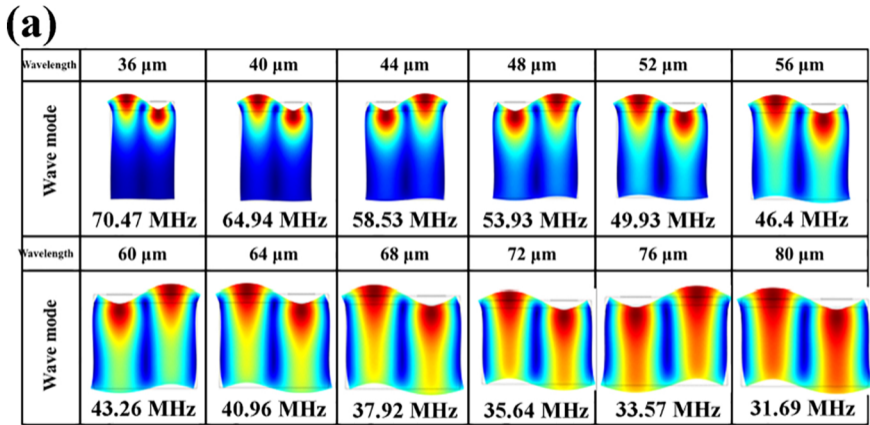 (a)
Wavelength 36 μm 40 μm 44 μm 48 μm 52 μm 56 μm
Wave mode
70.47 MHz 64.94 MHz 58.53 MHz 53.93 MHz 49.93 MHz 46.4 MHz
Wavelength 60 μm 64 μm 68 μm 72 μm 76 μm 80 μm
Wave mode
43.26 MHz 40.96 MHz 37.92 MHz 35.64 MHz 33.57 MHz 31.69 MHz